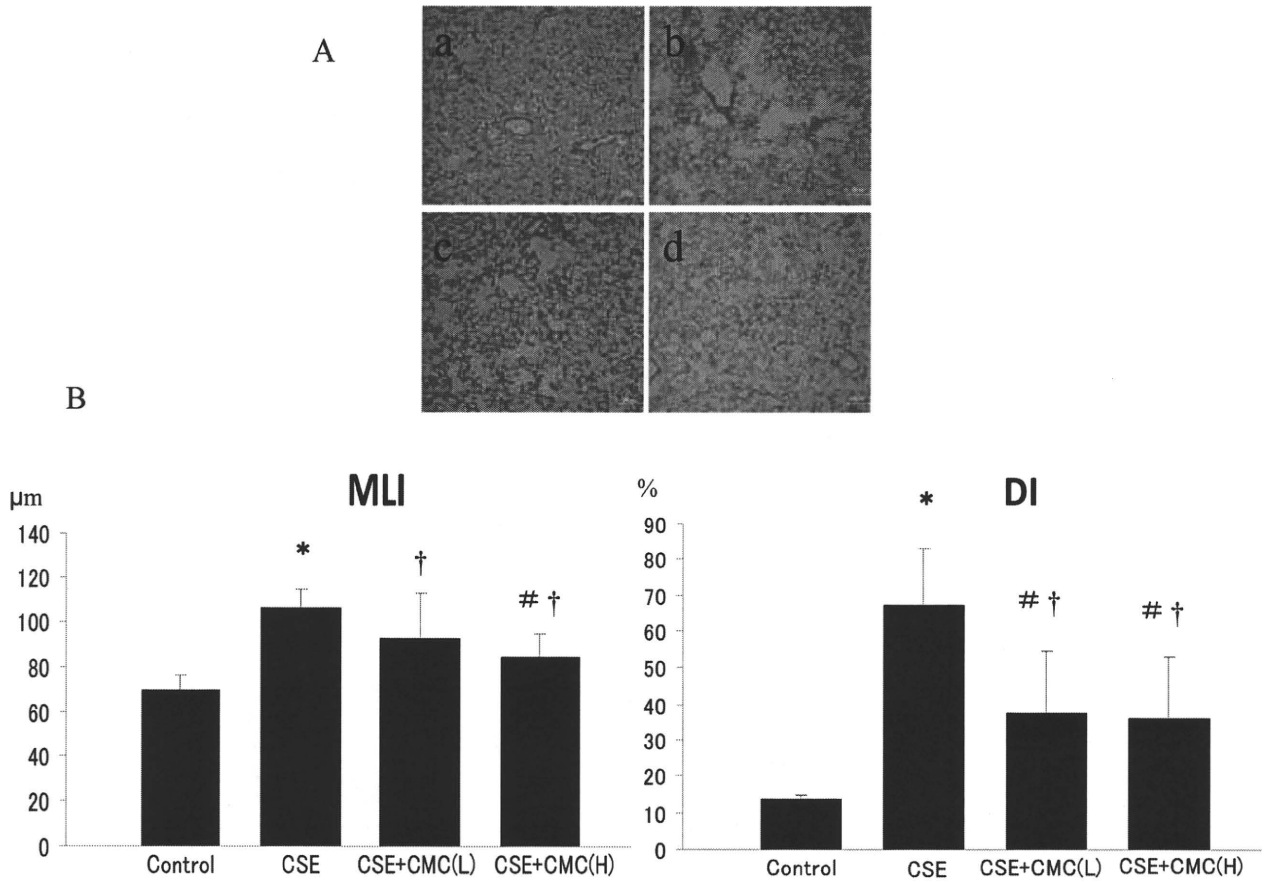 A
a
b
c
d
B
μm
MLI
140
120
100
80
60
40
20
0
*
†
# †
Control
CSE
CSE+CMC(L)
CSE+CMC(H)
%
DI
90
80
70
60
50
40
30
20
10
0
*
# †
# †
Control
CSE
CSE+CMC(L)
CSE+CMC(H)